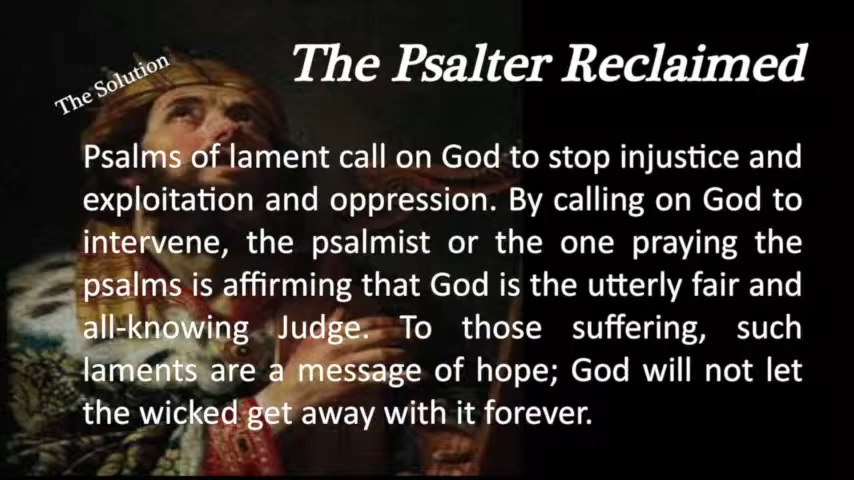 The Solution
The Psalter Reclaimed
Psalms of lament call on God to stop injustice and
exploitation and oppression. By calling on God to
intervene, the psalmist or the one praying the
psalms is affirming that God is the utterly fair and
all-knowing Judge. To those suffering, such
laments are a message of hope; God will not let
the wicked get away with it forever.